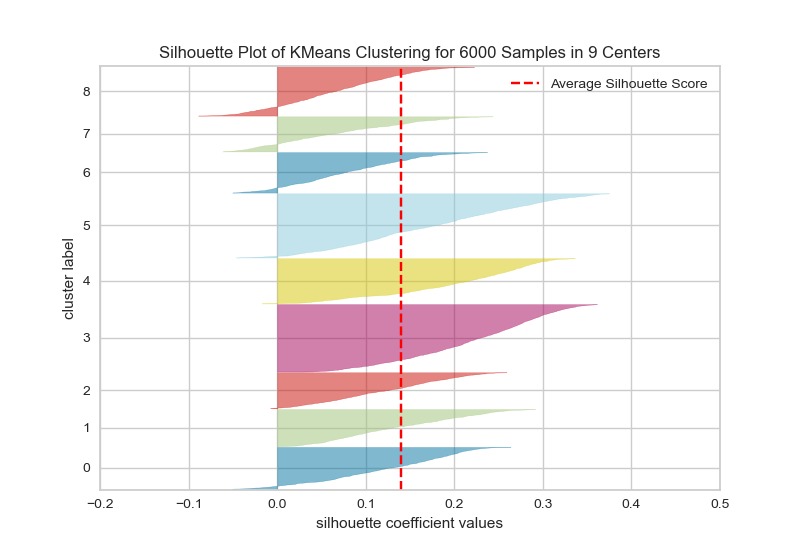 Silhouette Plot of KMeans Clustering for 6000 Samples in 9 Centers
Average Silhouette Score
8
7
6
5
4
3
2
1
0
cluster label
−0.2 −0.1 0.0 0.1 0.2 0.3 0.4 0.5
silhouette coefficient values